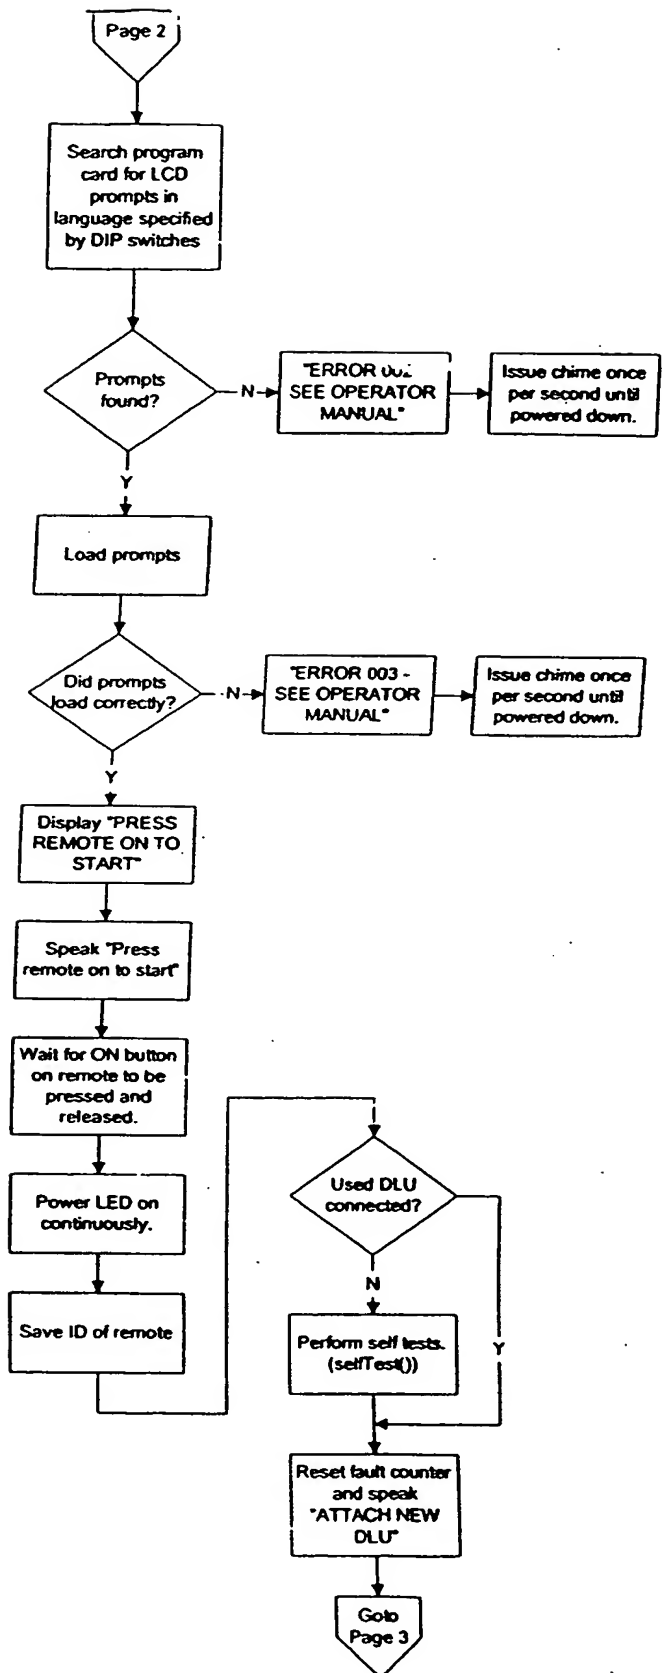 Page 2
Search program
card for LCD
prompts in
language specified
by DIP switches
Prompts
found?
N
"ERROR 002
SEE OPERATOR
MANUAL"
Issue chime once
per second until
powered down.
Y
Load prompts
Did prompts
load correctly?
N
"ERROR 003 -
SEE OPERATOR
MANUAL"
Issue chime once
per second until
powered down.
Y
Display "PRESS
REMOTE ON TO
START"
Speak "Press
remote on to start"
Wait for ON button
on remote to be
pressed and
released.
Power LED on
continuously.
Save ID of remote
Used DLU
connected?
N
Y
Perform self tests.
(selfTest())
Reset fault counter
and speak
"ATTACH NEW
DLU"
Goto
Page 3